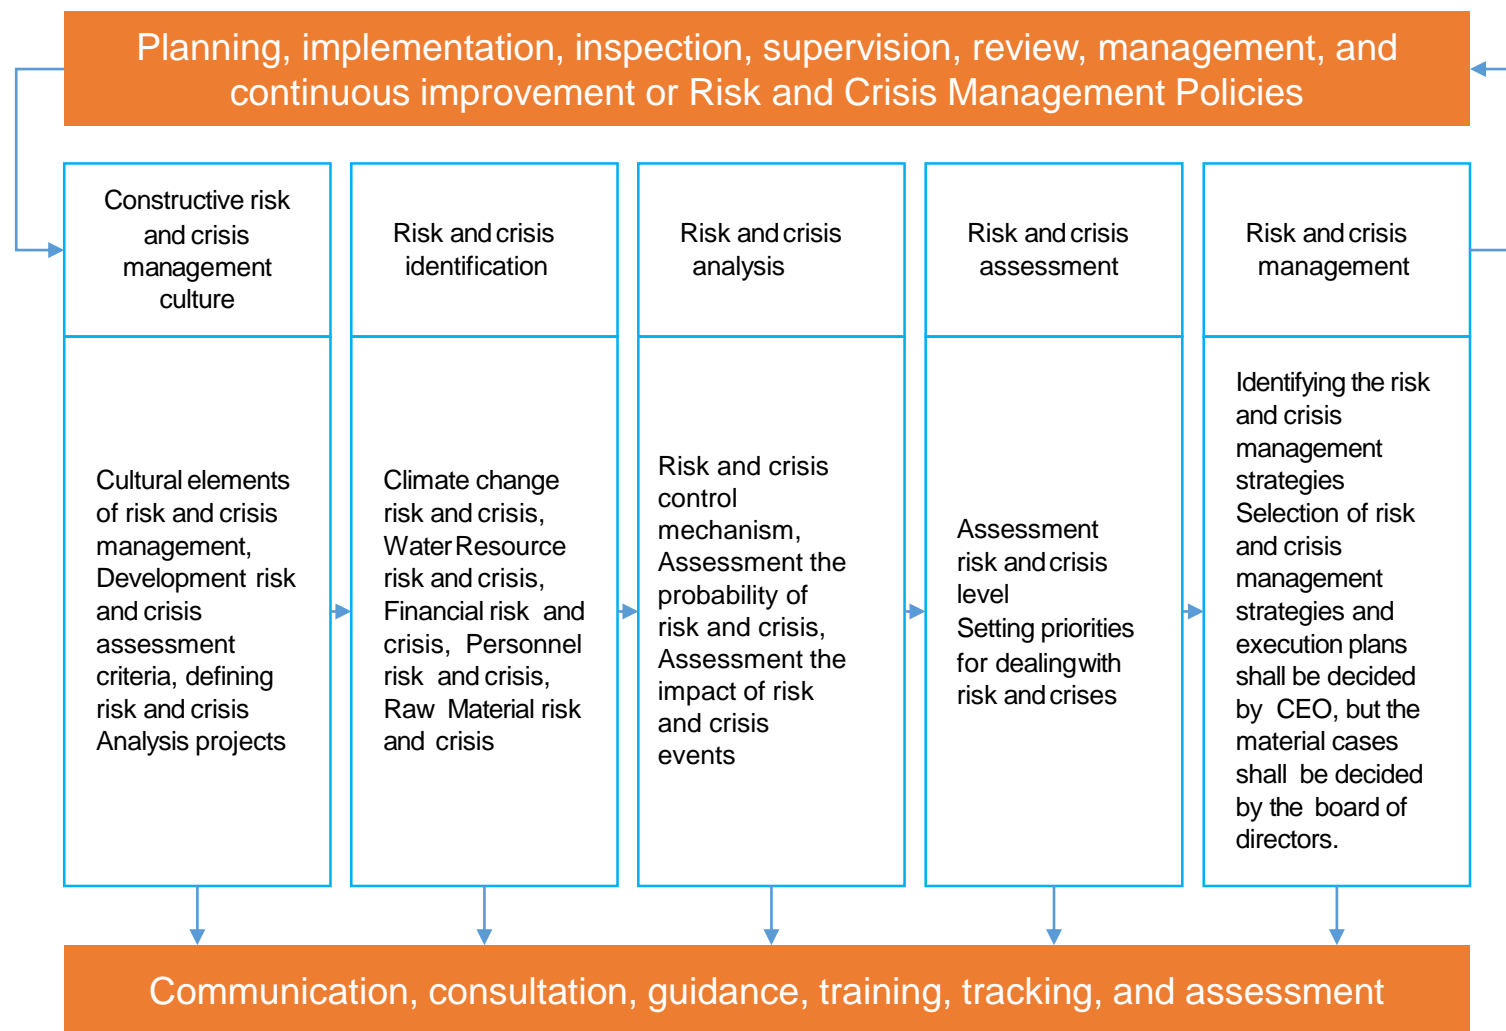 Planning, implementation, inspection, supervision, review, management, and
continuous improvement or Risk and Crisis Management Policies
Constructive risk
and crisis
management
culture
Risk and crisis
identification
Risk and crisis
analysis
Risk and crisis
assessment
Risk and crisis
management
Cultural elements
of risk and crisis
management,
Development risk
and crisis
assessment
criteria, defining
risk and crisis
Analysis projects
Climate change
risk and crisis,
Water Resource
risk and crisis,
Financial risk and
crisis, Personnel
risk and crisis,
Raw Material risk
and crisis
Risk and crisis
control
mechanism,
Assessment the
probability of
risk and crisis,
Assessment the
impact of risk
and crisis
events
Assessment
risk and crisis
level
Setting priorities
for dealing with
risk and crises
Identifying the risk
and crisis
management
strategies
Selection of risk
and crisis
management
strategies and
execution plans
shall be decided
by CEO, but the
material cases
shall be decided
by the board of
directors.
Communication, consultation, guidance, training, tracking, and assessment